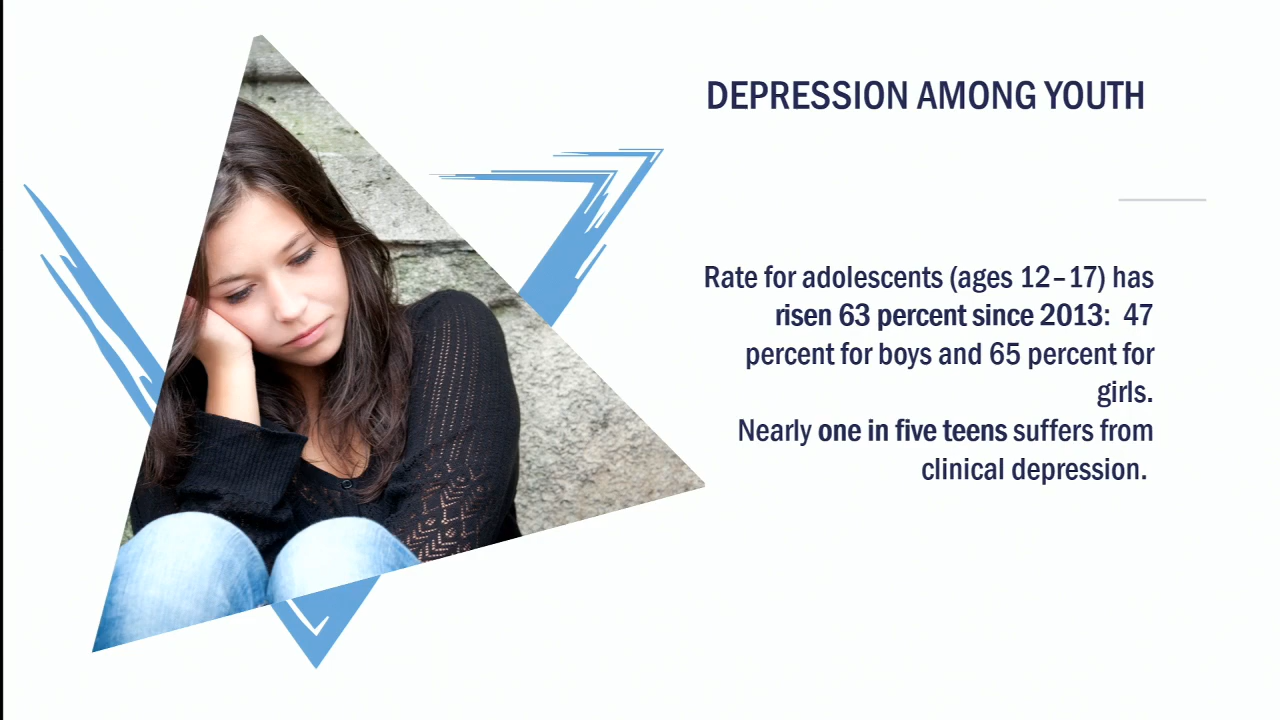 DEPRESSION AMONG YOUTH
Rate for adolescents (ages 12–17) has
risen 63 percent since 2013:  47
percent for boys and 65 percent for
girls.
Nearly one in five teens suffers from
clinical depression.